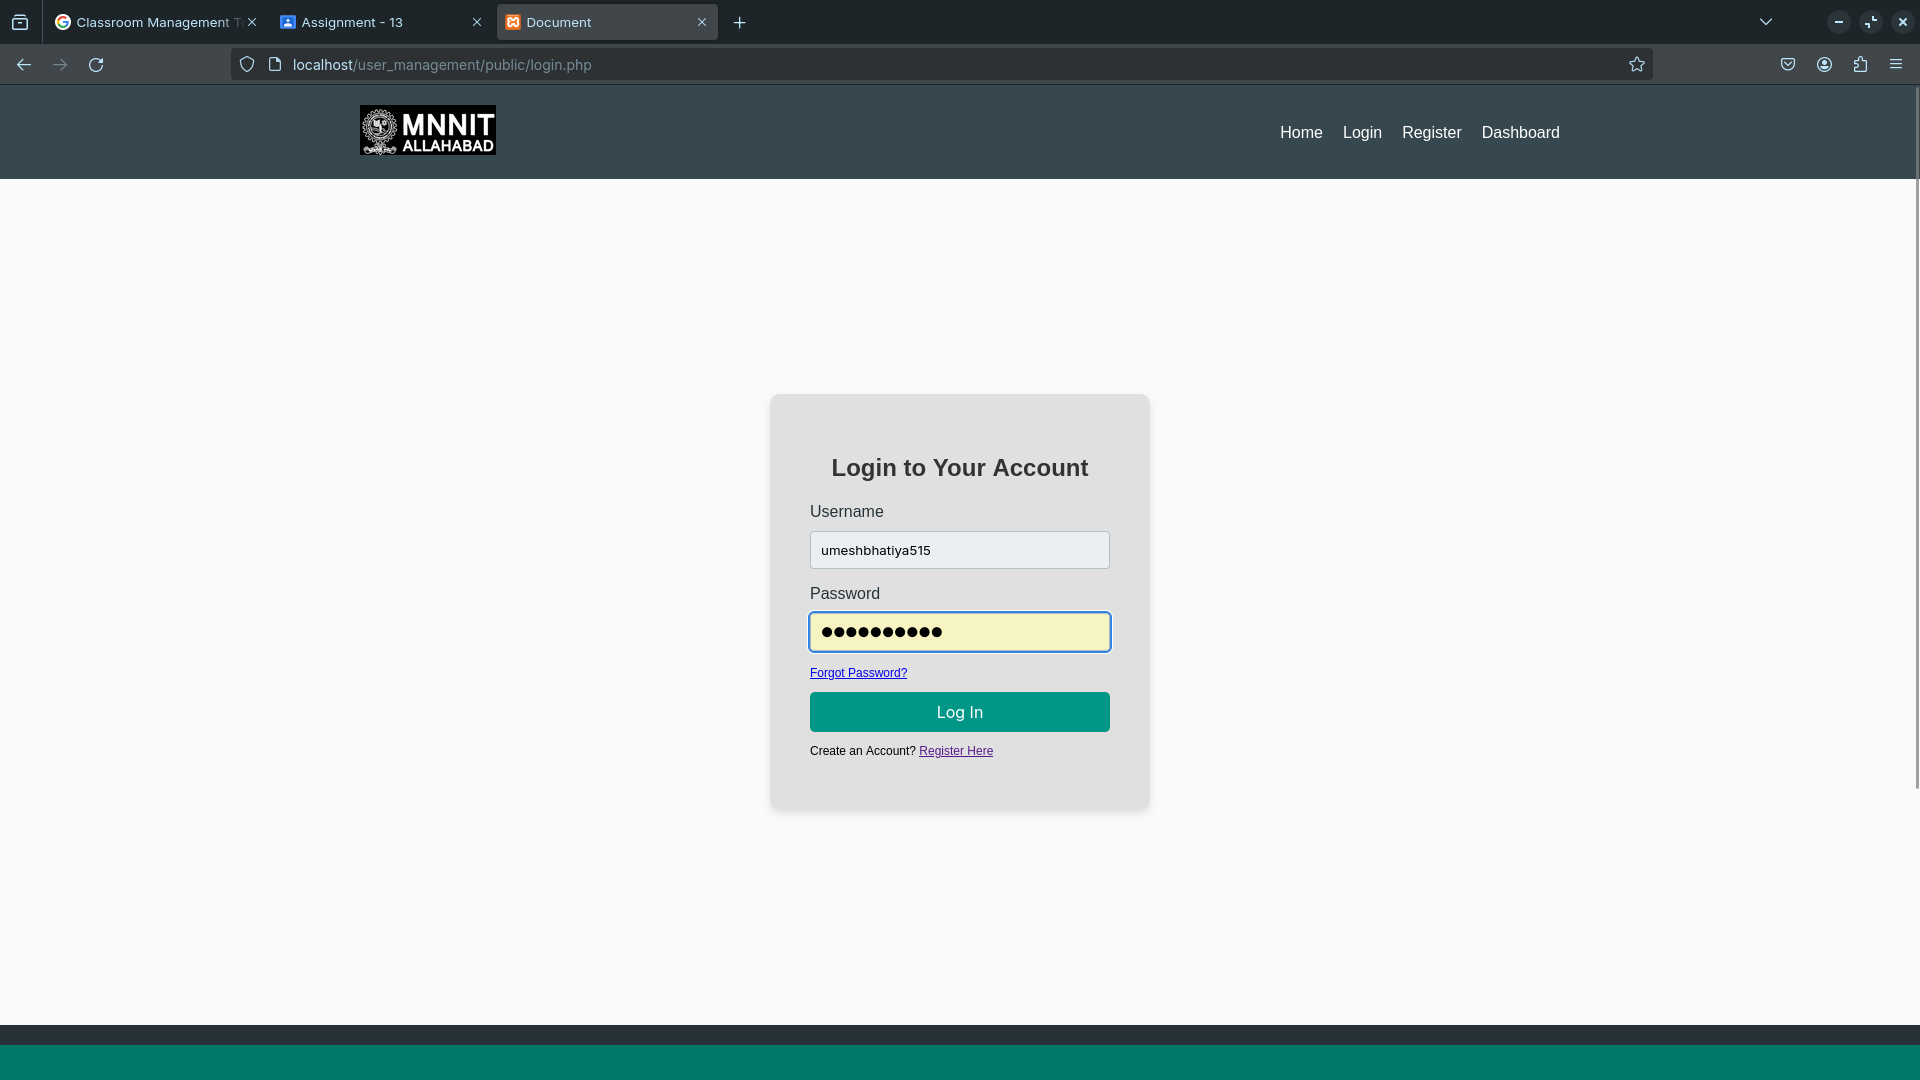 Classroom Management T
Assignment - 13
Document
localhost/user_management/public/login.php
MNNIT
ALLAHABAD
Home Login Register Dashboard
Login to Your Account
Username
umeshbhatiya515
Password
Forgot Password?
Log In
Create an Account? Register Here